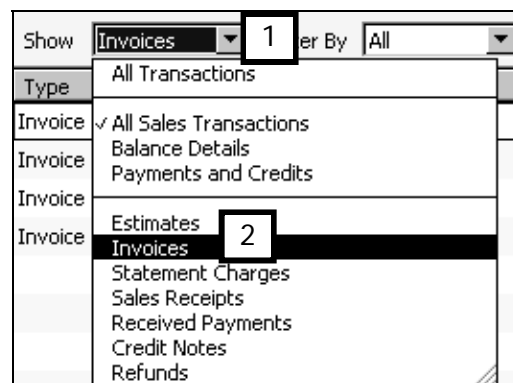 Show Invoices 1 er By All
Type
All Transactions
Invoice ✓ All Sales Transactions
Invoice Balance Details
Payments and Credits
Invoice
Invoice Estimates 2
Invoices
Statement Charges
Sales Receipts
Received Payments
Credit Notes
Refunds